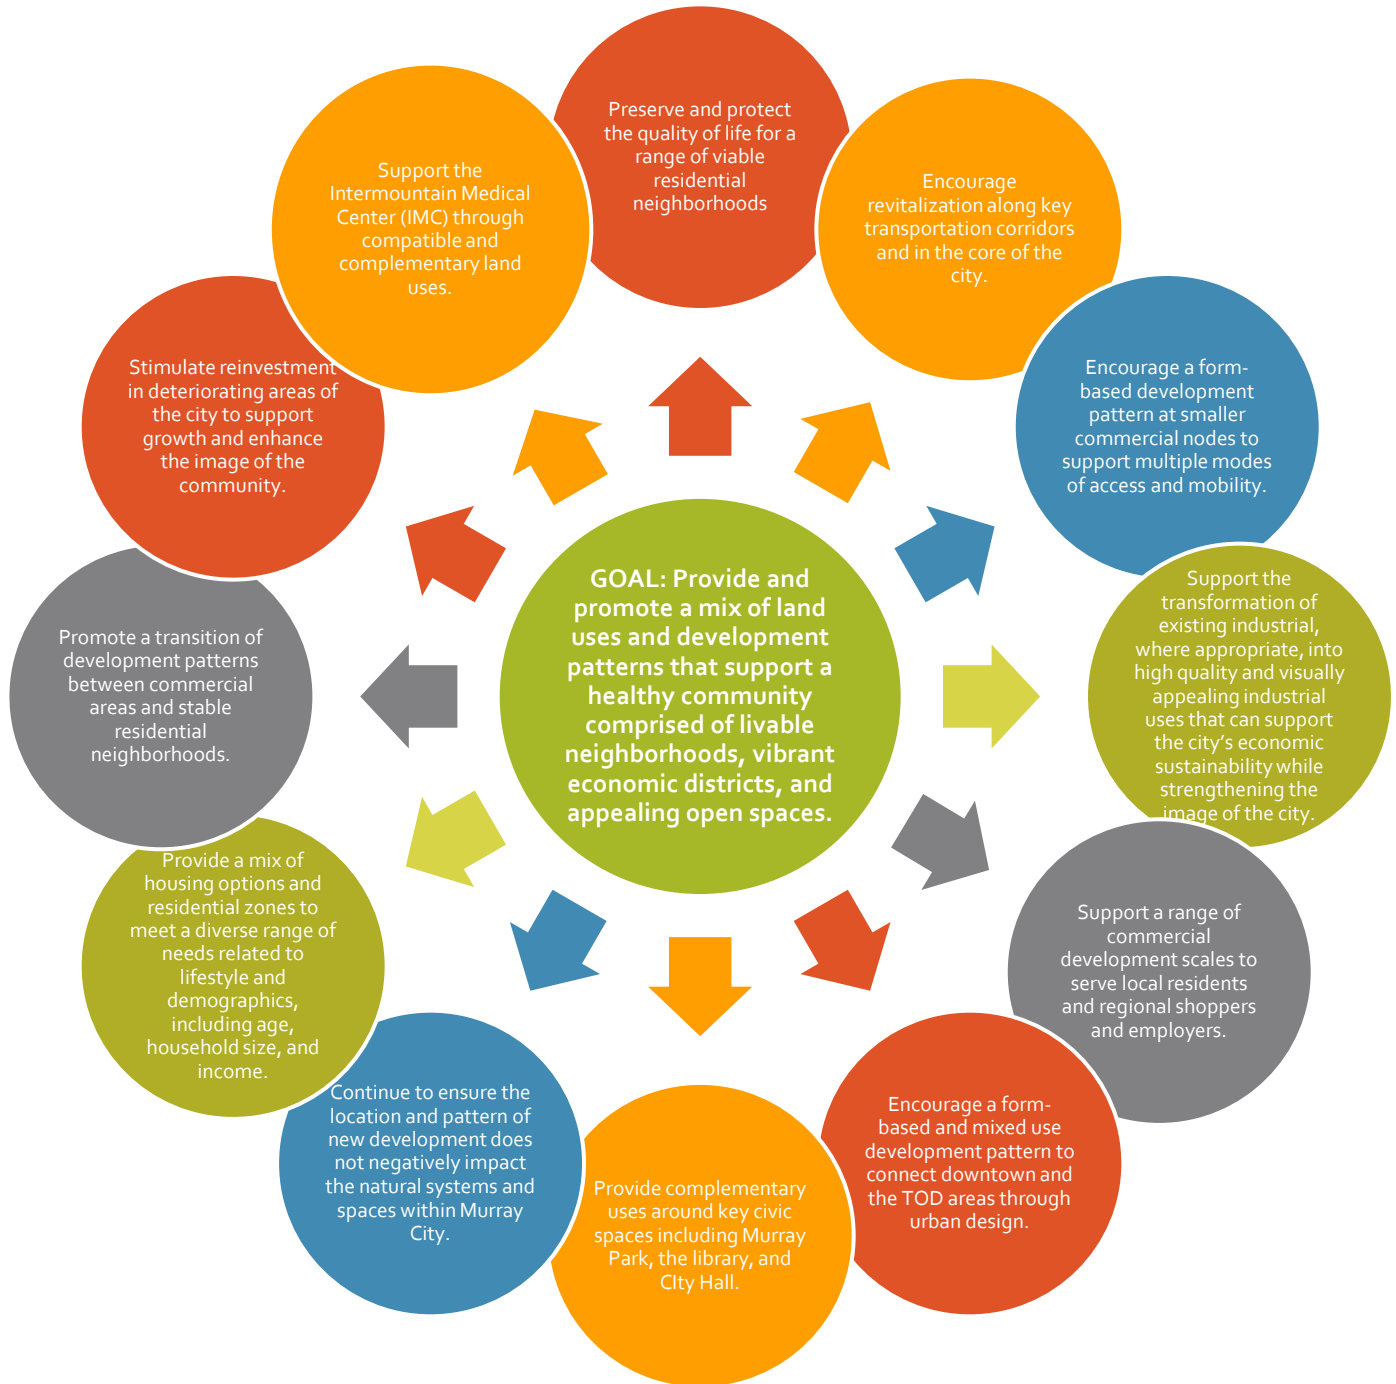 Preserve and protect
the quality of life for a
range of viable
residential
neighborhoods
Encourage
revitalization along key
transportation corridors
and in the core of the
city.
Encourage a form-
based development
pattern at smaller
commercial nodes to
support multiple modes
of access and mobility.
Support the
transformation of
existing industrial,
where appropriate, into
high quality and visually
appealing industrial
uses that can support
the city's economic
sustainability while
strengthening the
image of the city.
Support a range of
commercial
development scales to
serve local residents
and regional shoppers
and employers.
Encourage a form-
based and mixed use
development pattern to
connect downtown and
the TOD areas through
urban design.
Provide complementary
uses around key civic
spaces including Murray
Park, the library, and
CIty Hall.
Continue to ensure the
location and pattern of
new development does
not negatively impact
the natural systems and
spaces within Murray
City.
Provide a mix of
housing options and
residential zones to
meet a diverse range of
needs related to
lifestyle and
demographics,
including age,
household size, and
income.
Promote a transition of
development patterns
between commercial
areas and stable
residential
neighborhoods.
Stimulate reinvestment
in deteriorating areas of
the city to support
growth and enhance
the image of the
community.
Support the
Intermountain Medical
Center (IMC) through
compatible and
complementary land
uses.
GOAL: Provide and
promote a mix of land
uses and development
patterns that support a
healthy community
comprised of livable
neighborhoods, vibrant
economic districts, and
appealing open spaces.